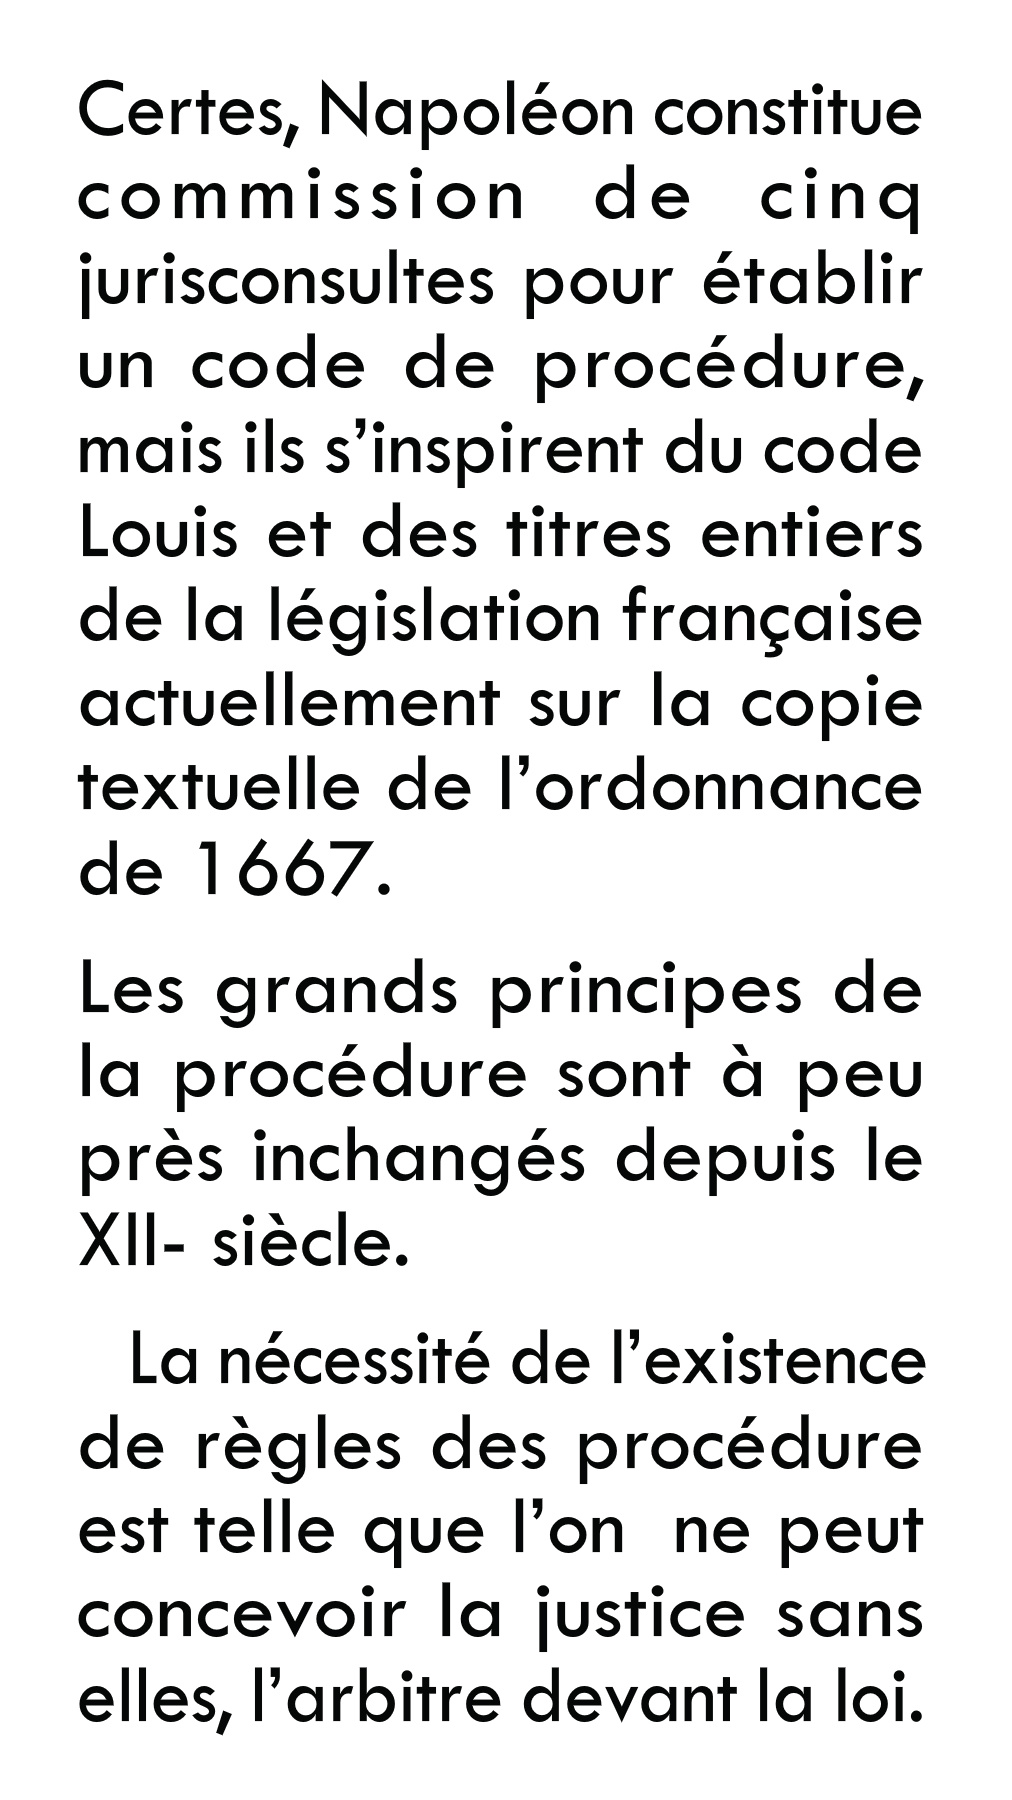 Certes, Napoléon constitue
commission de cinq
jurisconsultes pour établir
un code de procédure,
mais ils s’inspirent du code
Louis et des titres entiers
de la législation française
actuellement sur la copie
textuelle de l’ordonnance
de 1667.
Les grands principes de
la procédure sont à peu
près inchangés depuis le
XII- siècle.
La nécessité de l’existence
de règles des procédure
est telle que l’on ne peut
concevoir la justice sans
elles, l’arbitre devant la loi.